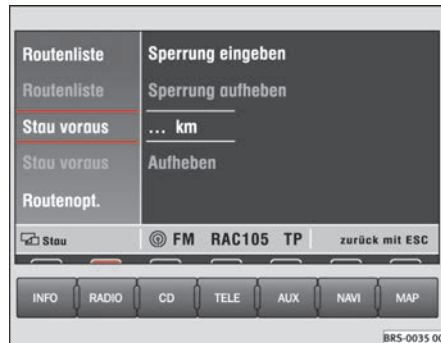 Routenliste Sperrung eingeben
Routenliste Sperrung aufheben
Stau voraus ... km
Stau voraus Aufheben
Routenopt.
Stau FM RAC105 TP zurück mit ESC
INFO RADIO CD TELE AUX NAVI MAP
BRS-0035 00